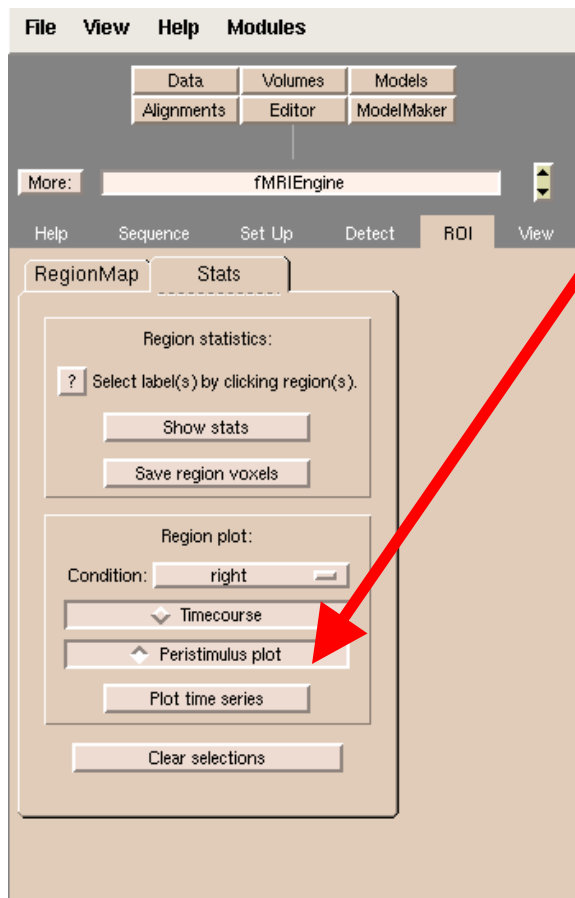 File View Help Modules
Data Volumes Models
Alignments Editor ModelMaker
More: fMRIEngine
Help Sequence Set Up Detect ROI View
RegionMap Stats
Region statistics:
? Select label(s) by clicking region(s).
Show stats
Save region voxels
Region plot:
Condition: right
Timecourse
Peristimulus plot
Plot time series
Clear selections